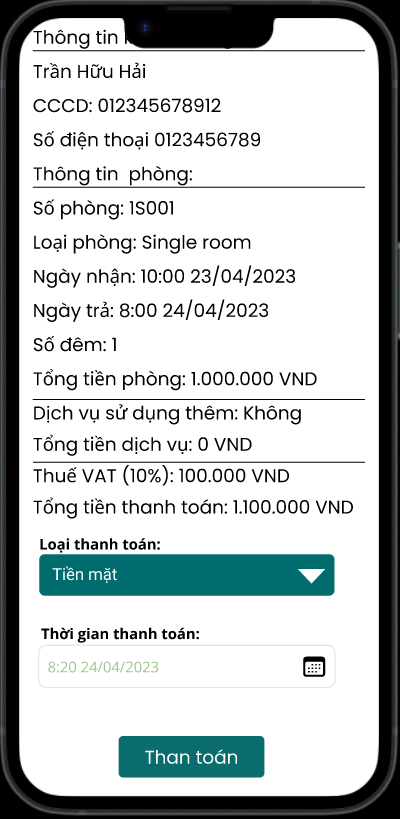 Thông tin
Trần Hữu Hải
CCCD: 012345678912
Số điện thoại 0123456789
Thông tin  phòng:
Số phòng: 1S001
Loại phòng: Single room
Ngày nhận: 10:00 23/04/2023
Ngày trả: 8:00 24/04/2023
Số đêm: 1
Tổng tiền phòng: 1.000.000 VND
Dịch vụ sử dụng thêm: Không
Tổng tiền dịch vụ: 0 VND
Thuế VAT (10%): 100.000 VND
Tổng tiền thanh toán: 1.100.000 VND
Loại thanh toán:
Tiền mặt
Thời gian thanh toán:
8:20 24/04/2023
Than toán